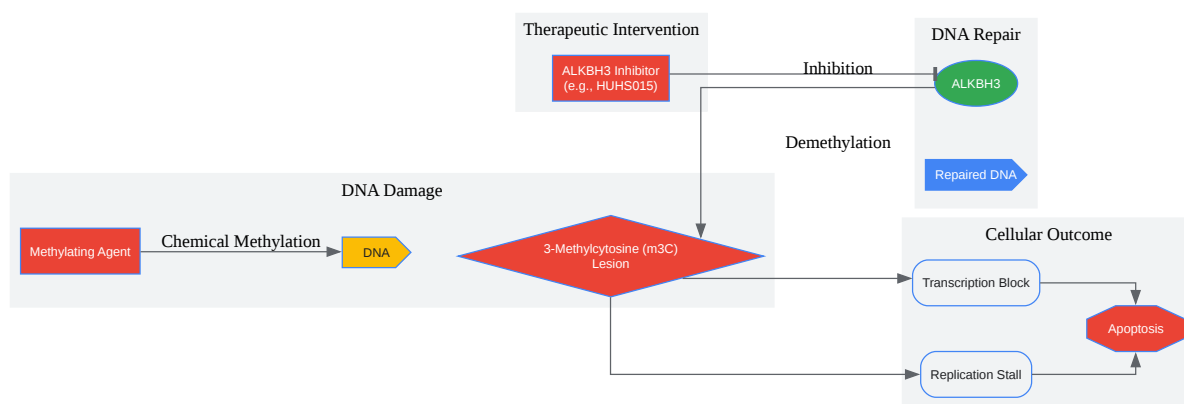 Therapeutic Intervention
ALKBH3 Inhibitor
(e.g., HUHS015)
Inhibition
DNA Repair
ALKBH3
Demethylation
Repaired DNA
DNA Damage
Methylating Agent
Chemical Methylation
DNA
3-Methylcytosine (m3C)
Lesion
Cellular Outcome
Transcription Block
Apoptosis
Replication Stall